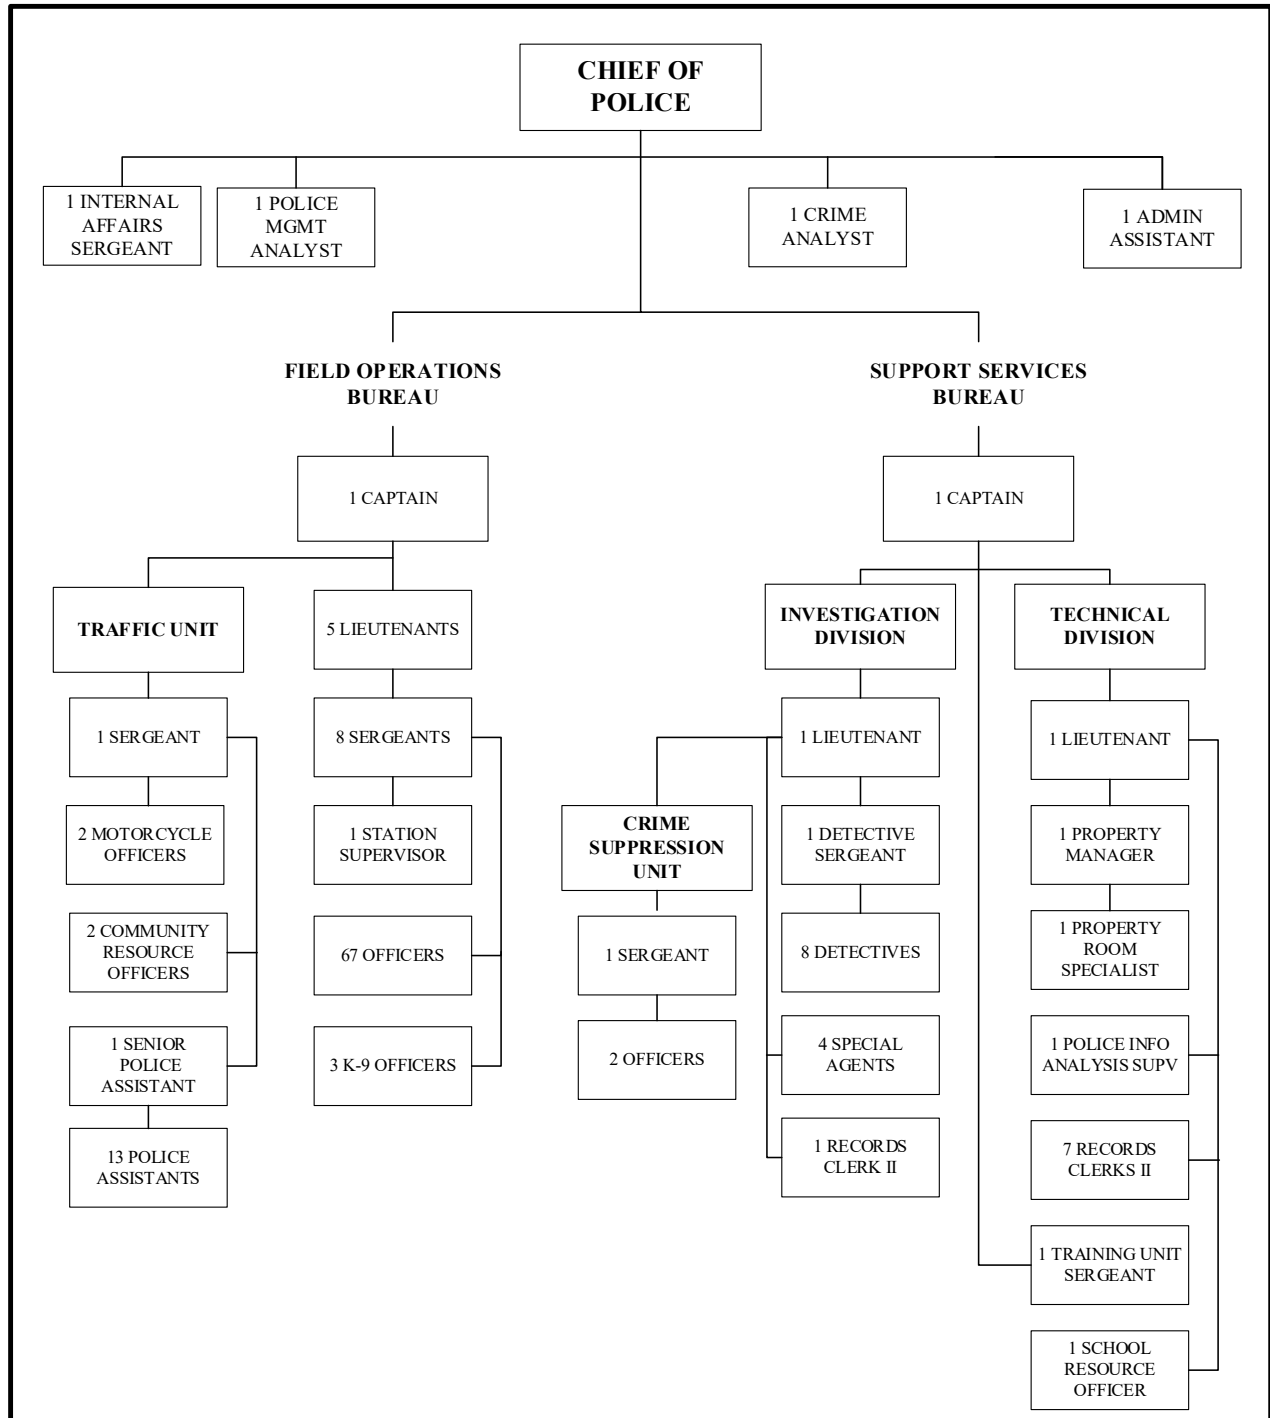 CHIEF OF
POLICE
1 INTERNAL
AFFAIRS
SERGEANT
1 POLICE
MGMT
ANALYST
1 CRIME
ANALYST
1 ADMIN
ASSISTANT
FIELD OPERATIONS
BUREAU
1 CAPTAIN
TRAFFIC UNIT
1 SERGEANT
2 MOTORCYCLE
OFFICERS
2 COMMUNITY
RESOURCE
OFFICERS
1 SENIOR
POLICE
ASSISTANT
13 POLICE
ASSISTANTS
5 LIEUTENANTS
8 SERGEANTS
1 STATION
SUPERVISOR
67 OFFICERS
3 K-9 OFFICERS
SUPPORT SERVICES
BUREAU
1 CAPTAIN
INVESTIGATION
DIVISION
1 LIEUTENANT
CRIME
SUPPRESSION
UNIT
1 SERGEANT
2 OFFICERS
1 DETECTIVE
SERGEANT
8 DETECTIVES
4 SPECIAL
AGENTS
1 RECORDS
CLERK II
TECHNICAL
DIVISION
1 LIEUTENANT
1 PROPERTY
MANAGER
1 PROPERTY
ROOM
SPECIALIST
1 POLICE INFO
ANALYSIS SUPV
7 RECORDS
CLERKS II
1 TRAINING UNIT
SERGEANT
1 SCHOOL
RESOURCE
OFFICER